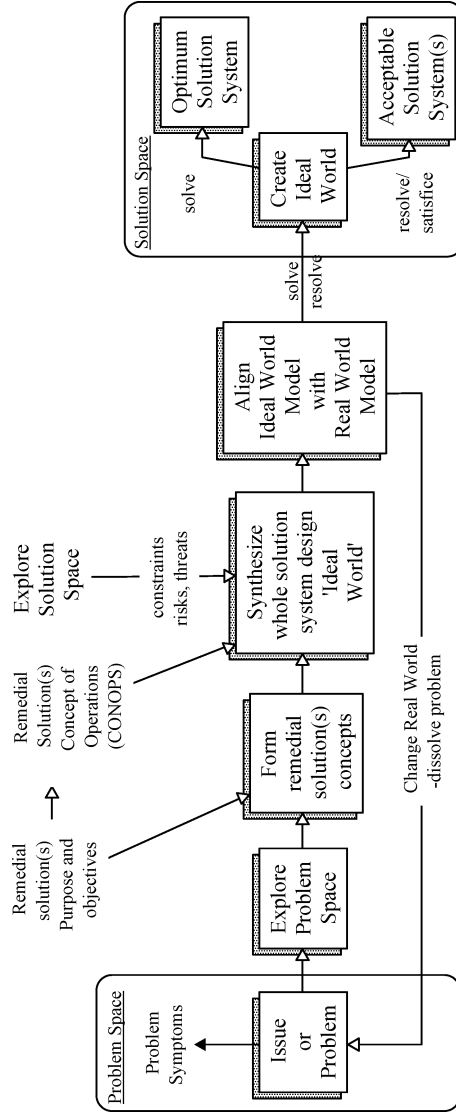 Problem Space
Problem
Symptoms
Issue
or
Problem
Explore
Problem
Space
Remedial
solution(s)
Purpose and
objectives
Form
remedial
solution(s)
concepts
Remedial
Solution(s)
Concept of
Operations
(CONOPS)
Explore
Solution
Space
constraints
risks, threats
Synthesize
whole solution
system design
'Ideal
World'
Align
Ideal World
Model
with
Real World
Model
Change Real World
-dissolve problem
solve
resolve
Solution Space
solve
Create
Ideal
World
resolve/
satisfice
Optimum
Solution
System
Acceptable
Solution
System(s)